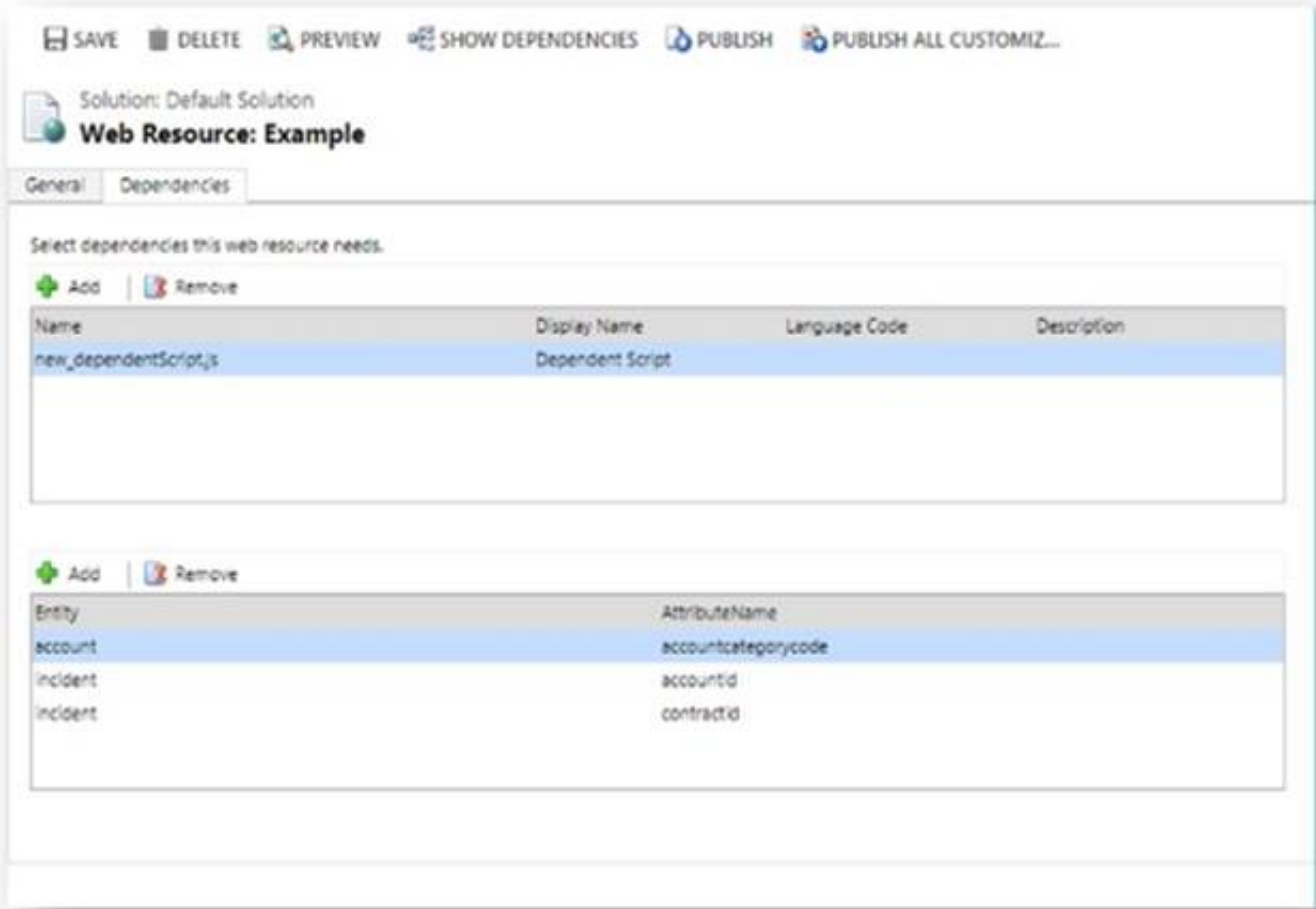 SAVE DELETE PREVIEW SHOW DEPENDENCIES PUBLISH PUBLISH ALL CUSTOMIZ...
Solution: Default Solution
Web Resource: Example
General Dependencies
Select dependencies this web resource needs.
Add Remove
Name Display Name Language Code Description
new_dependentScript.js Dependent Script
Add Remove
Entity AttributeName
account accountcategorycode
incident accountid
incident contractid